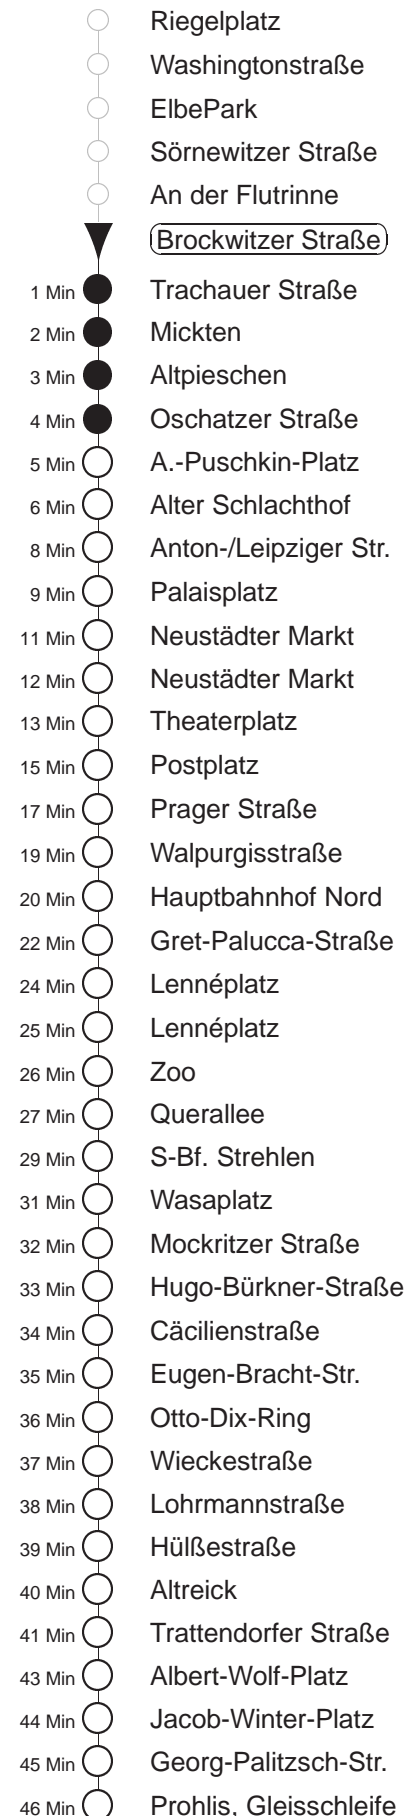 Riegelplatz
Washingtonstraße
ElbePark
Sörnewitzer Straße
An der Flutrinne
Brockwitzer Straße
1 Min Trachauer Straße
2 Min Mickten
3 Min Altpieschen
4 Min Oschatzer Straße
5 Min A.-Puschkin-Platz
6 Min Alter Schlachthof
8 Min Anton-/Leipziger Str.
9 Min Palaisplatz
11 Min Neustädter Markt
12 Min Neustädter Markt
13 Min Theaterplatz
15 Min Postplatz
17 Min Prager Straße
19 Min Walpurgisstraße
20 Min Hauptbahnhof Nord
22 Min Gret-Palucca-Straße
24 Min Lennéplatz
25 Min Lennéplatz
26 Min Zoo
27 Min Querallee
29 Min S-Bf. Strehlen
31 Min Wasaplatz
32 Min Mockritzer Straße
33 Min Hugo-Bürkner-Straße
34 Min Cäcilienstraße
35 Min Eugen-Bracht-Str.
36 Min Otto-Dix-Ring
37 Min Wieckestraße
38 Min Lohrmannstraße
39 Min Hülßestraße
40 Min Altreick
41 Min Trattendorfer Straße
43 Min Albert-Wolf-Platz
44 Min Jacob-Winter-Platz
45 Min Georg-Palitzsch-Str.
46 Min Prohlis, Gleisschleife